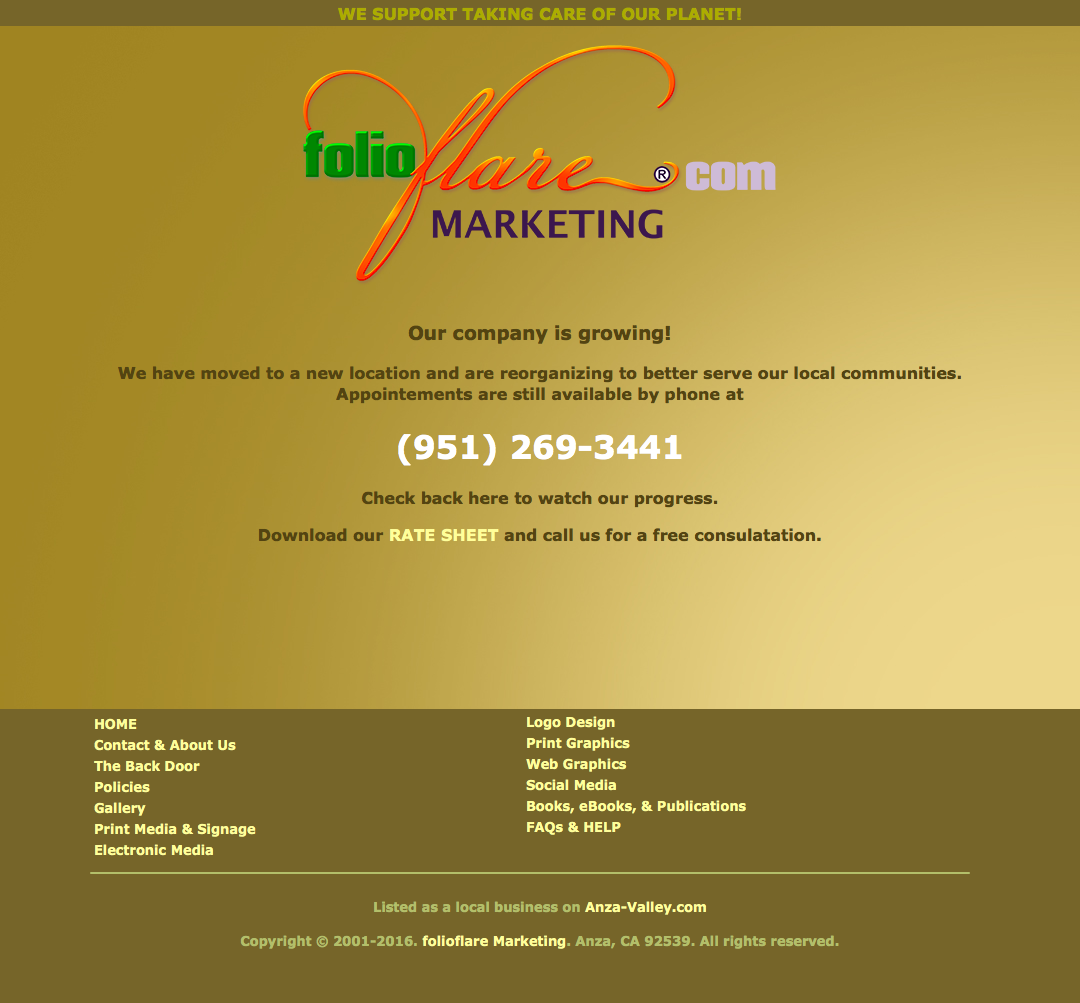 WE SUPPORT TAKING CARE OF OUR PLANET!
folioflare® com
MARKETING
Our company is growing!
We have moved to a new location and are reorganizing to better serve our local communities.
Appointements are still available by phone at
(951) 269-3441
Check back here to watch our progress.
Download our RATE SHEET and call us for a free consulatation.
HOME
Contact & About Us
The Back Door
Policies
Gallery
Print Media & Signage
Electronic Media
Logo Design
Print Graphics
Web Graphics
Social Media
Books, eBooks, & Publications
FAQs & HELP
Listed as a local business on Anza-Valley.com
Copyright © 2001-2016. folioflare Marketing. Anza, CA 92539. All rights reserved.